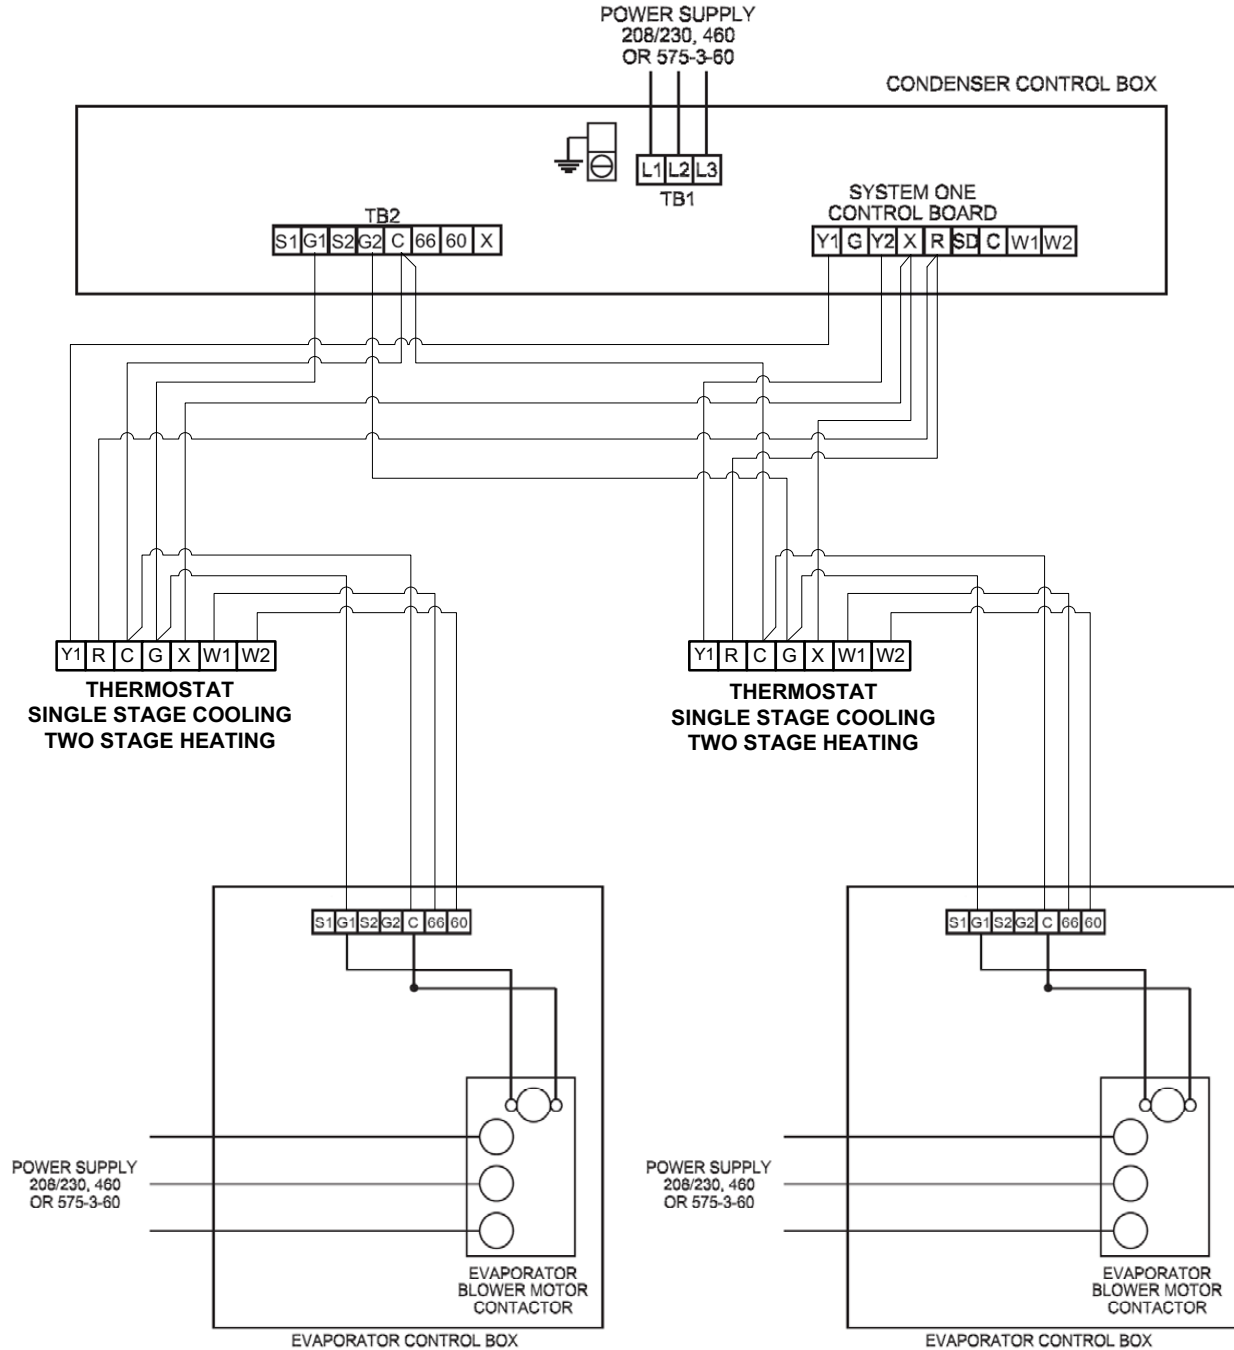 POWER SUPPLY
208/230, 460
OR 575-3-60
CONDENSER CONTROL BOX
L1 L2 L3
TB1
SYSTEM ONE
CONTROL BOARD
TB2
S1 G1 S2 G2 C 66 60 X
Y1 G Y2 X R SD C W1 W2
Y1 R C G X W1 W2
THERMOSTAT
SINGLE STAGE COOLING
TWO STAGE HEATING
Y1 R C G X W1 W2
THERMOSTAT
SINGLE STAGE COOLING
TWO STAGE HEATING
S1 G1 S2 G2 C 66 60
S1 G1 S2 G2 C 66 60
POWER SUPPLY
208/230, 460
OR 575-3-60
POWER SUPPLY
208/230, 460
OR 575-3-60
EVAPORATOR
BLOWER MOTOR
CONTACTOR
EVAPORATOR
BLOWER MOTOR
CONTACTOR
EVAPORATOR CONTROL BOX
EVAPORATOR CONTROL BOX